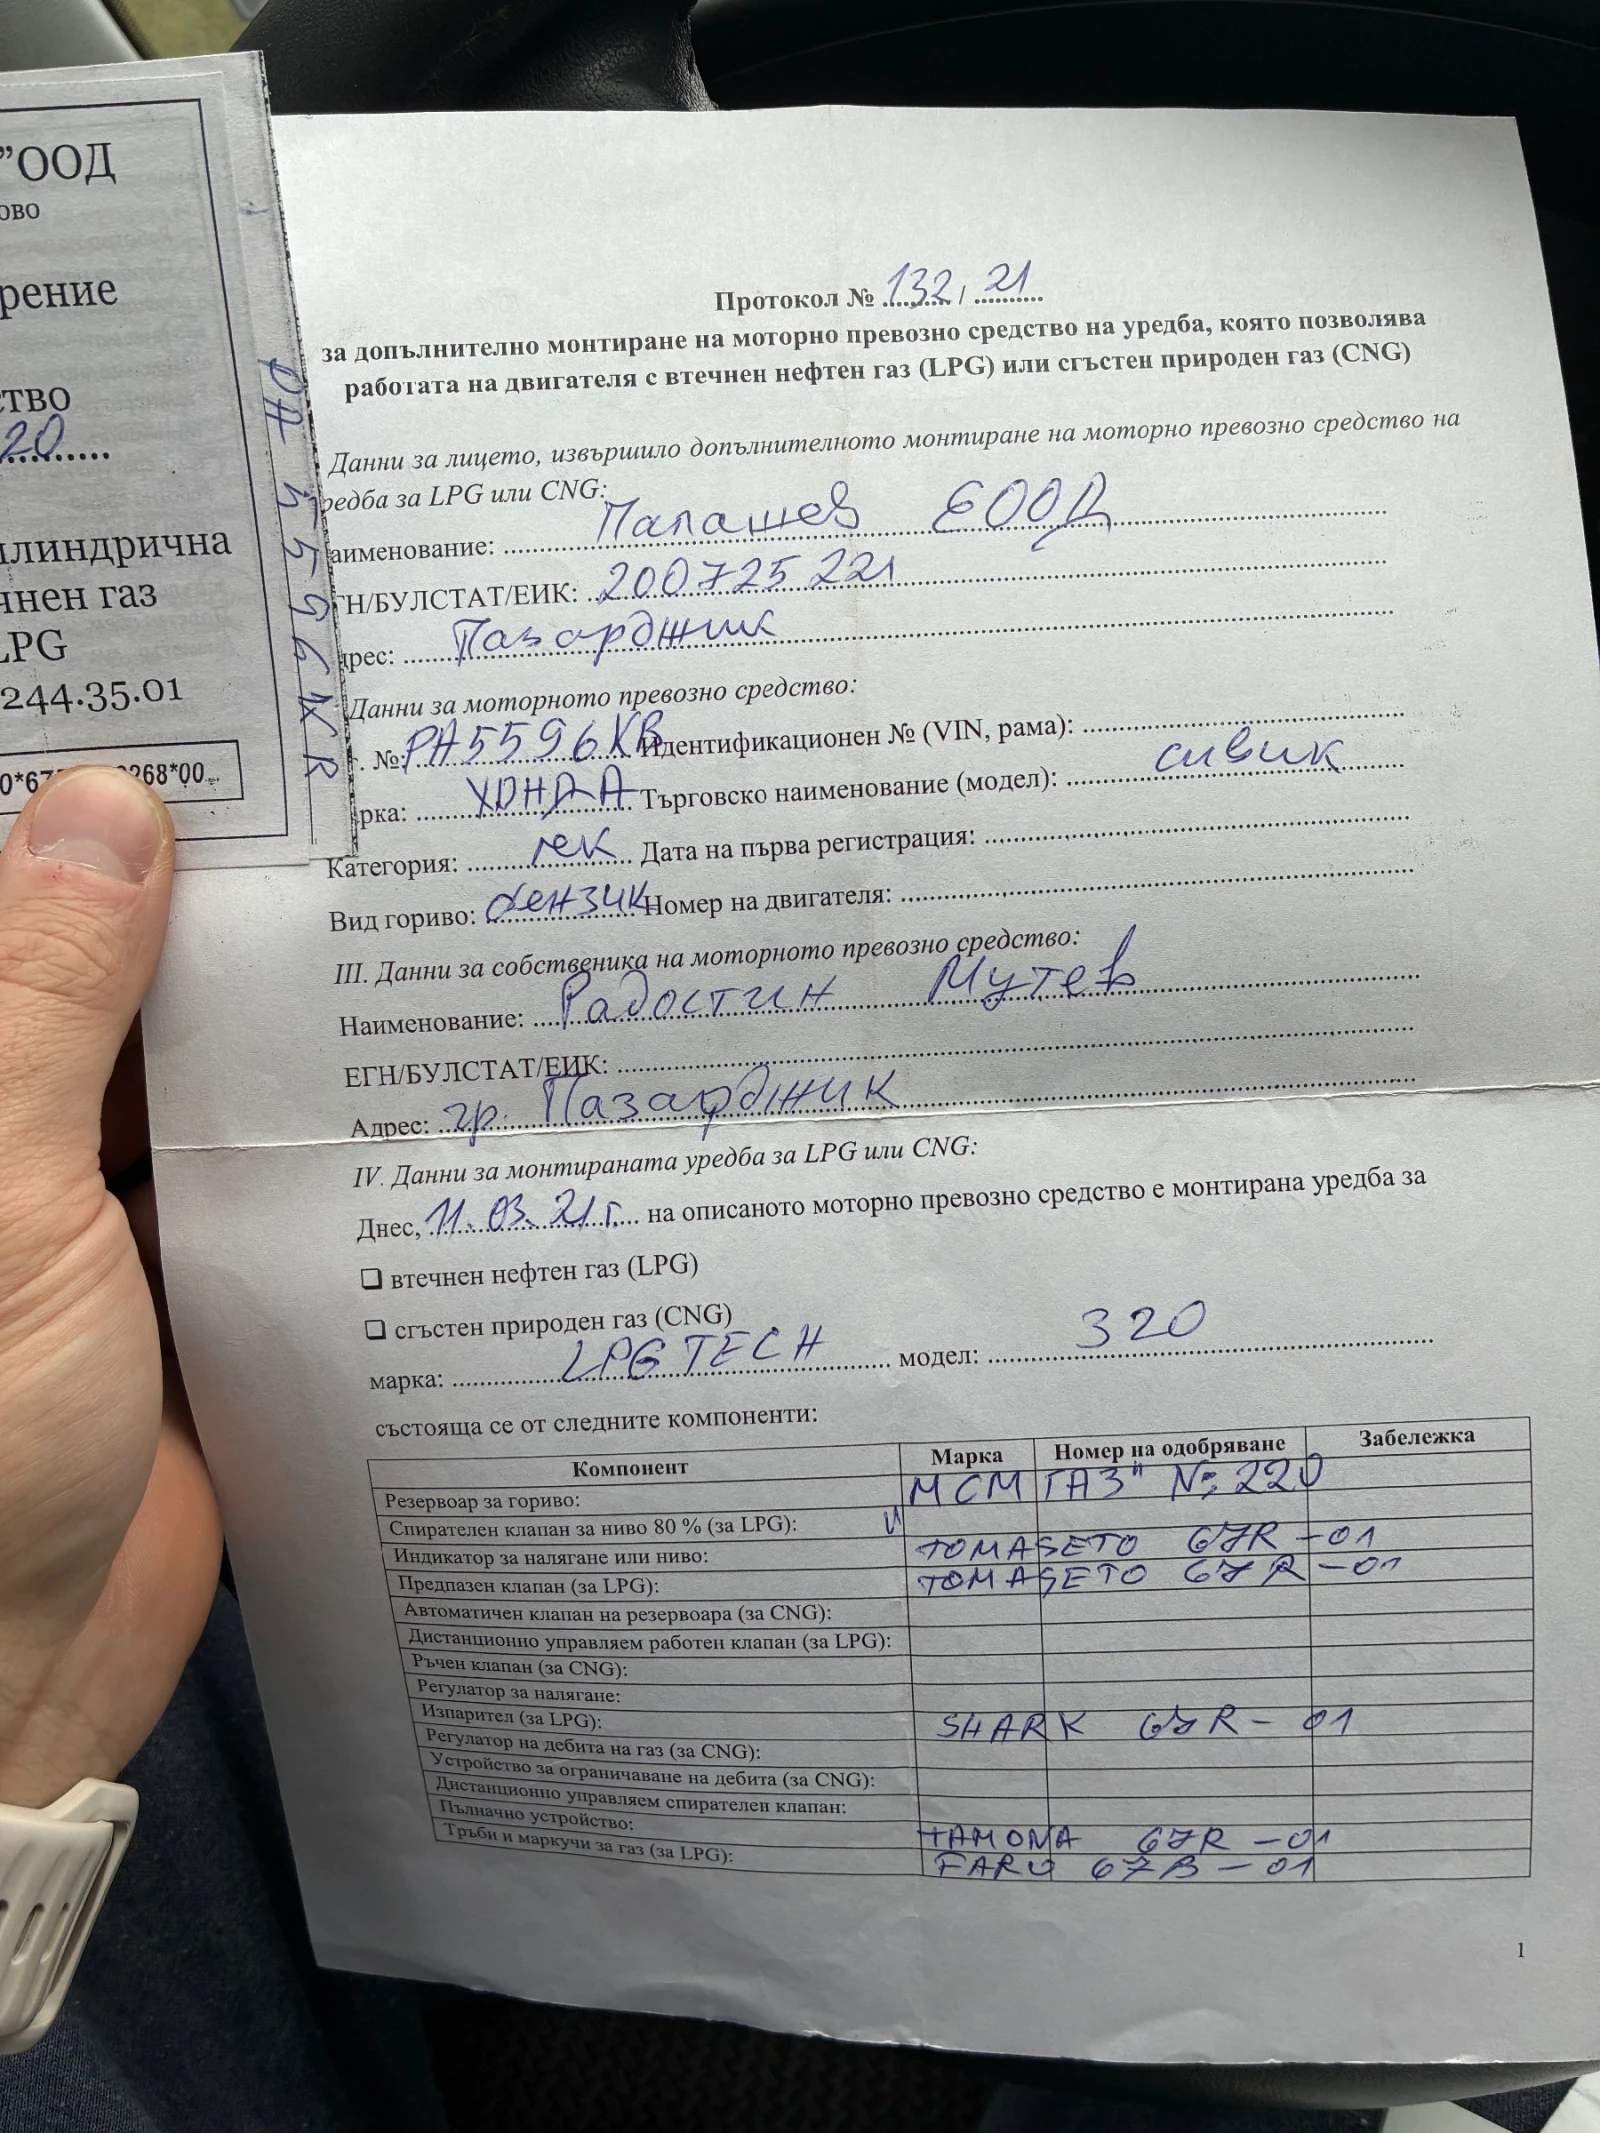 "ООД
ово
рение
ство
20..........
илиндрична
чнен газ
LPG
244.35.01
268*00
РА 5596КВ
Протокол № 132 / 21
за допълнително монтиране на моторно превозно средство на уредба, която позволява
работата на двигателя с втечнен нефтен газ (LPG) или сгъстен природен газ (CNG)
Данни за лицето, извършило допълнителното монтиране на моторно превозно средство на
редба за LPG или CNG:
аименование: Палашев ЕООД
ГН/БУЛСТАТ/ЕИК: 200725221
дрес: Пазарджик
Данни за моторното превозно средство:
г. №: РА5596КВ Идентификационен № (VIN, рама):
рка: ХОНДА Търговско наименование (модел): сивик
Категория: лек Дата на първа регистрация:
Вид гориво: бензин Номер на двигателя:
III. Данни за собственика на моторното превозно средство:
Наименование: Радостин Мутев
ЕГН/БУЛСТАТ/ЕИК:
Адрес: гр. Пазарджик
IV. Данни за монтираната уредба за LPG или CNG:
Днес, 11.03.21г. на описаното моторно превозно средство е монтирана уредба за
❑ втечнен нефтен газ (LPG)
❑ сгъстен природен газ (CNG)
марка: LPG TECH модел: 320
състояща се от следните компоненти:
Компонент Марка Номер на одобряване Забележка
Резервоар за гориво: МСМ ГАЗ" №: 220
Спирателен клапан за ниво 80 % (за LPG):
Индикатор за налягане или ниво: TOMASETO 67R-01
Предпазен клапан (за LPG): TOMASETO 67R-01
Автоматичен клапан на резервоара (за CNG):
Дистанционно управляем работен клапан (за LPG):
Ръчен клапан (за CNG):
Регулатор за налягане:
Изпарител (за LPG): SHARK 67R-01
Регулатор на дебита на газ (за CNG):
Устройство за ограничаване на дебита (за CNG):
Дистанционно управляем спирателен клапан:
Пълначно устройство: 67R-01
Тръби и маркучи за газ (за LPG): FARO 67R-01
1